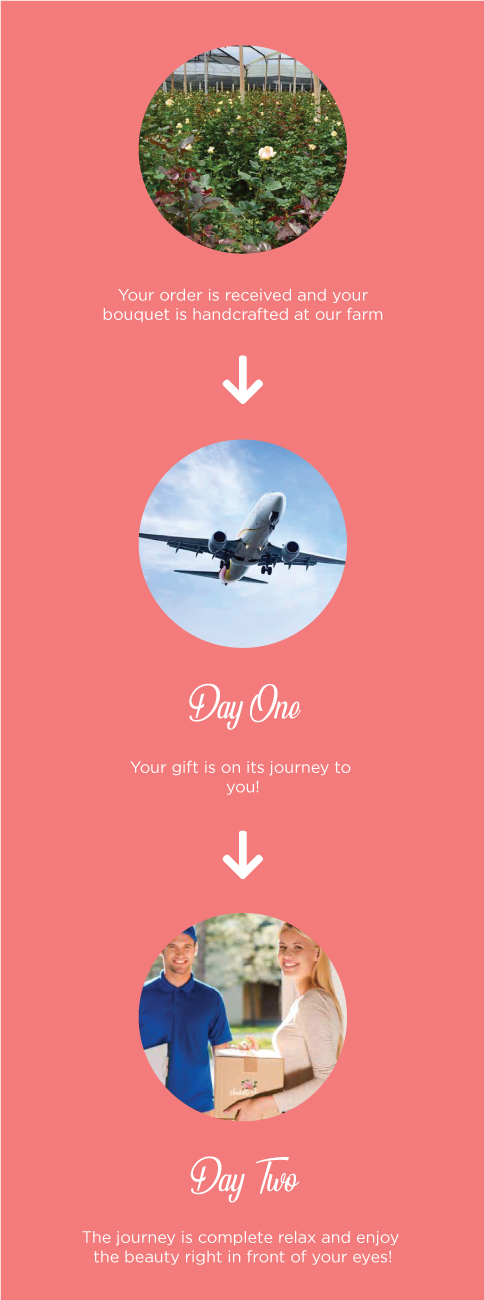 Your order is received and your
bouquet is handcrafted at our farm
Day One
Your gift is on its journey to
you!
Day Two
The journey is complete relax and enjoy
the beauty right in front of your eyes!